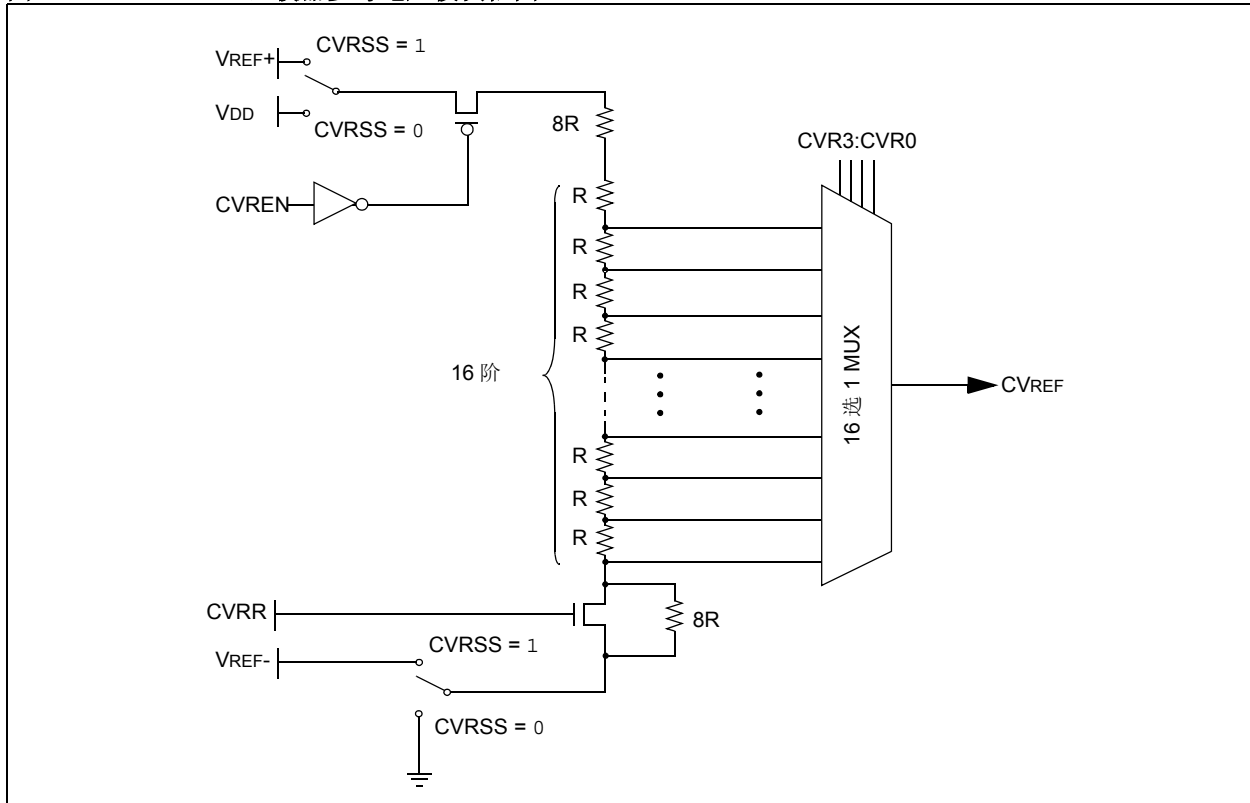 CVRSS = 1
VREF+
VDD
CVRSS = 0
8R
CVR3:CVR0
CVREN
R
R
R
R
16 阶
16 选 1 MUX
CVREF
R
R
R
CVRR
8R
CVRSS = 1
VREF-
CVRSS = 0